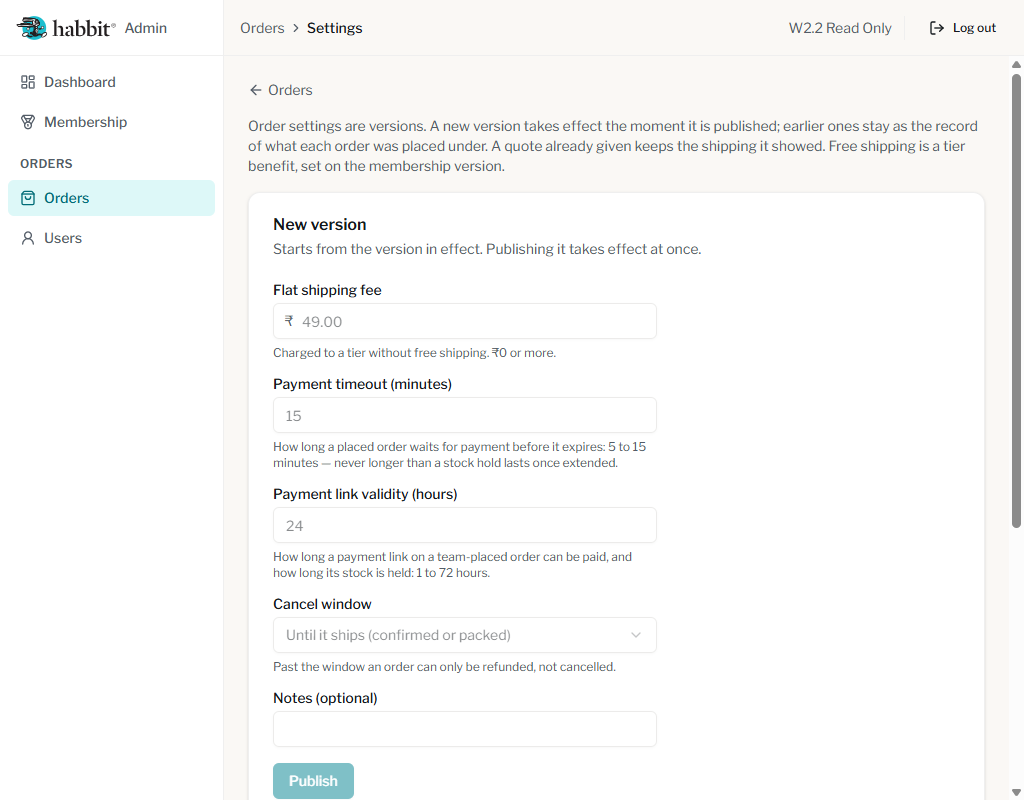 habbit® Admin
Orders > Settings
W2.2 Read Only
Log out
Dashboard
Membership
ORDERS
Orders
Users
← Orders
Order settings are versions. A new version takes effect the moment it is published; earlier ones stay as the record
of what each order was placed under. A quote already given keeps the shipping it showed. Free shipping is a tier
benefit, set on the membership version.
New version
Starts from the version in effect. Publishing it takes effect at once.
Flat shipping fee
₹ 49.00
Charged to a tier without free shipping. ₹0 or more.
Payment timeout (minutes)
15
How long a placed order waits for payment before it expires: 5 to 15
minutes — never longer than a stock hold lasts once extended.
Payment link validity (hours)
24
How long a payment link on a team-placed order can be paid, and
how long its stock is held: 1 to 72 hours.
Cancel window
Until it ships (confirmed or packed)
Past the window an order can only be refunded, not cancelled.
Notes (optional)
Publish